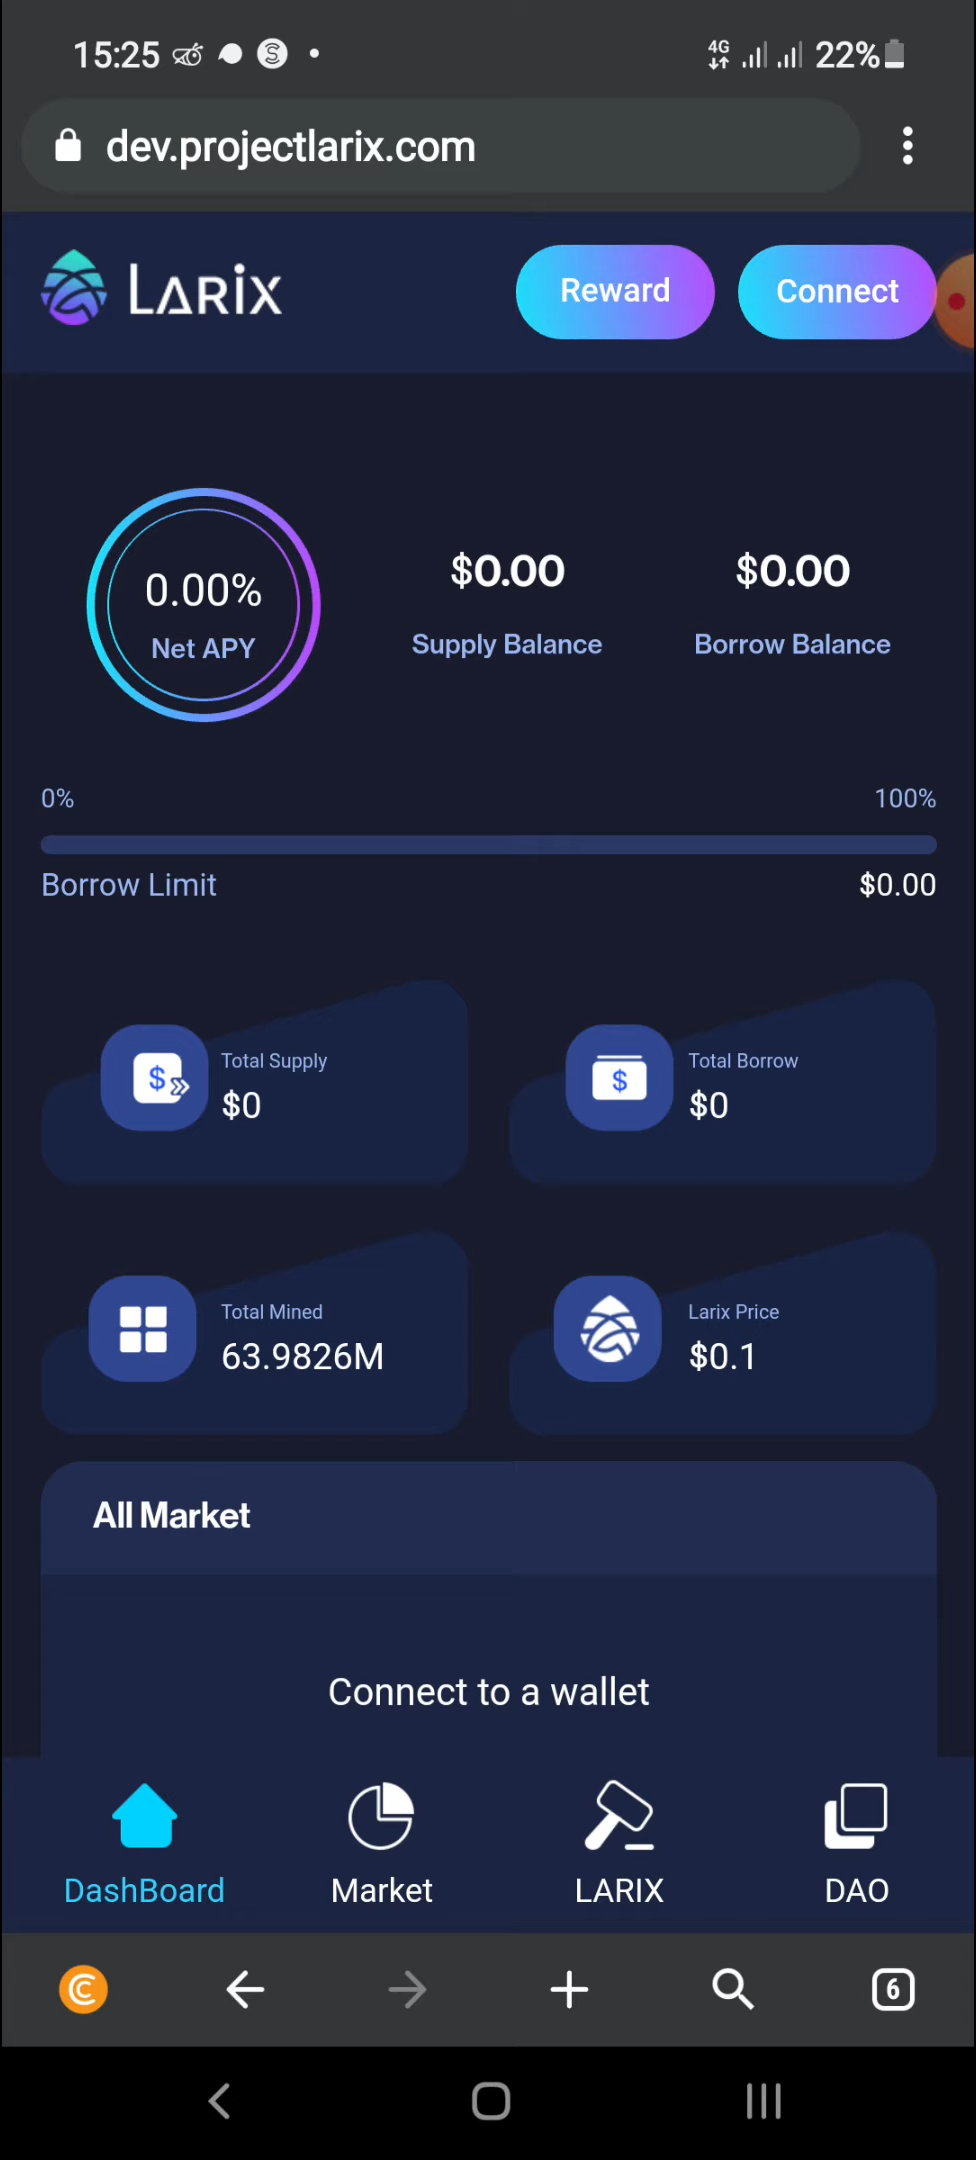 15:25
4G 22%
dev.projectlarix.com
LARIX
Reward
Connect
0.00%
Net APY
$0.00
Supply Balance
$0.00
Borrow Balance
0%
100%
Borrow Limit
$0.00
Total Supply
$0
Total Borrow
$0
Total Mined
63.9826M
Larix Price
$0.1
All Market
Connect to a wallet
DashBoard
Market
LARIX
DAO
6